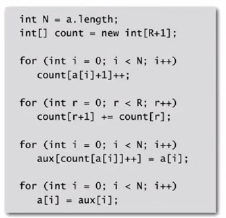 int N = a.length;
int[] count = new int[R+1];
for (int i = 0; i < N; i++)
count[a[i]+1]++;
for (int r = 0; r < R; r++)
count[r+1] += count[r];
for (int i = 0; i < N; i++)
aux[count[a[i]]++] = a[i];
for (int i = 0; i < N; i++)
a[i] = aux[i];